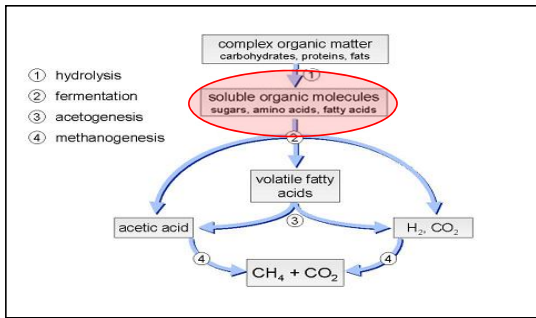 complex organic matter
carbohydrates, proteins, fats
① hydrolysis
② fermentation
③ acetogenesis
④ methanogenesis
①
soluble organic molecules
sugars, amino acids, fatty acids
②
volatile fatty
acids
acetic acid
③
H₂, CO₂
④
CH₄ + CO₂
④